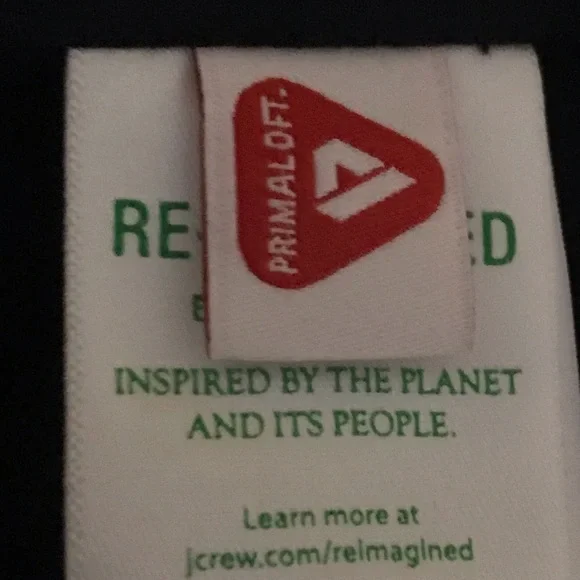 PRIMALOFT.
INSPIRED BY THE PLANET
AND ITS PEOPLE.
Learn more at
jcrew.com/reimagined